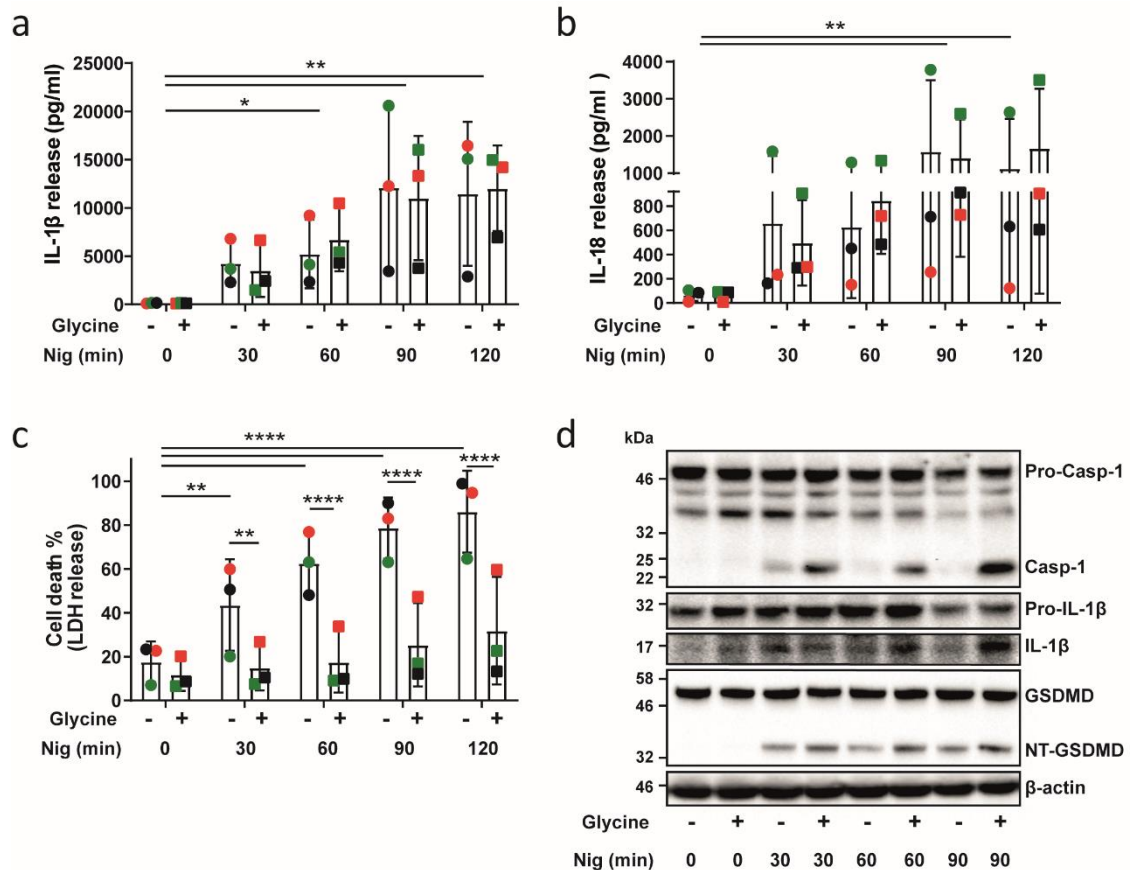 a
IL-1β release (pg/ml)
25000
20000
15000
10000
5000
0
**
*
Glycine - + - + - + - + - +
Nig (min) 0 30 60 90 120
b
IL-18 release (pg/ml)
4000
3000
2000
1000
800
600
400
200
0
**
Glycine - + - + - + - + - +
Nig (min) 0 30 60 90 120
c
Cell death %
(LDH release)
100
80
60
40
20
0
****
**
**
****
****
****
Glycine - + - + - + - + - +
Nig (min) 0 30 60 90 120
d
kDa
46
32
25
22
Pro-Casp-1
Casp-1
32
Pro-IL-1β
17
IL-1β
58
46
32
GSDMD
NT-GSDMD
46
β-actin
Glycine - + - + - + - +
Nig (min) 0 0 30 30 60 60 90 90